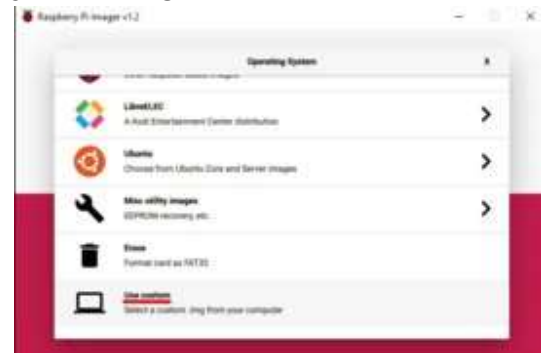 Raspberry Pi Imager v1.2
Operating System
X
LibreELEC
A Kodi Entertainment Center distribution
Ubuntu
Choose from Ubuntu Core and Server images
Misc utility images
EEPROM recovery, etc.
Erase
Format card as FAT32
Use custom
Select a custom .img from your computer